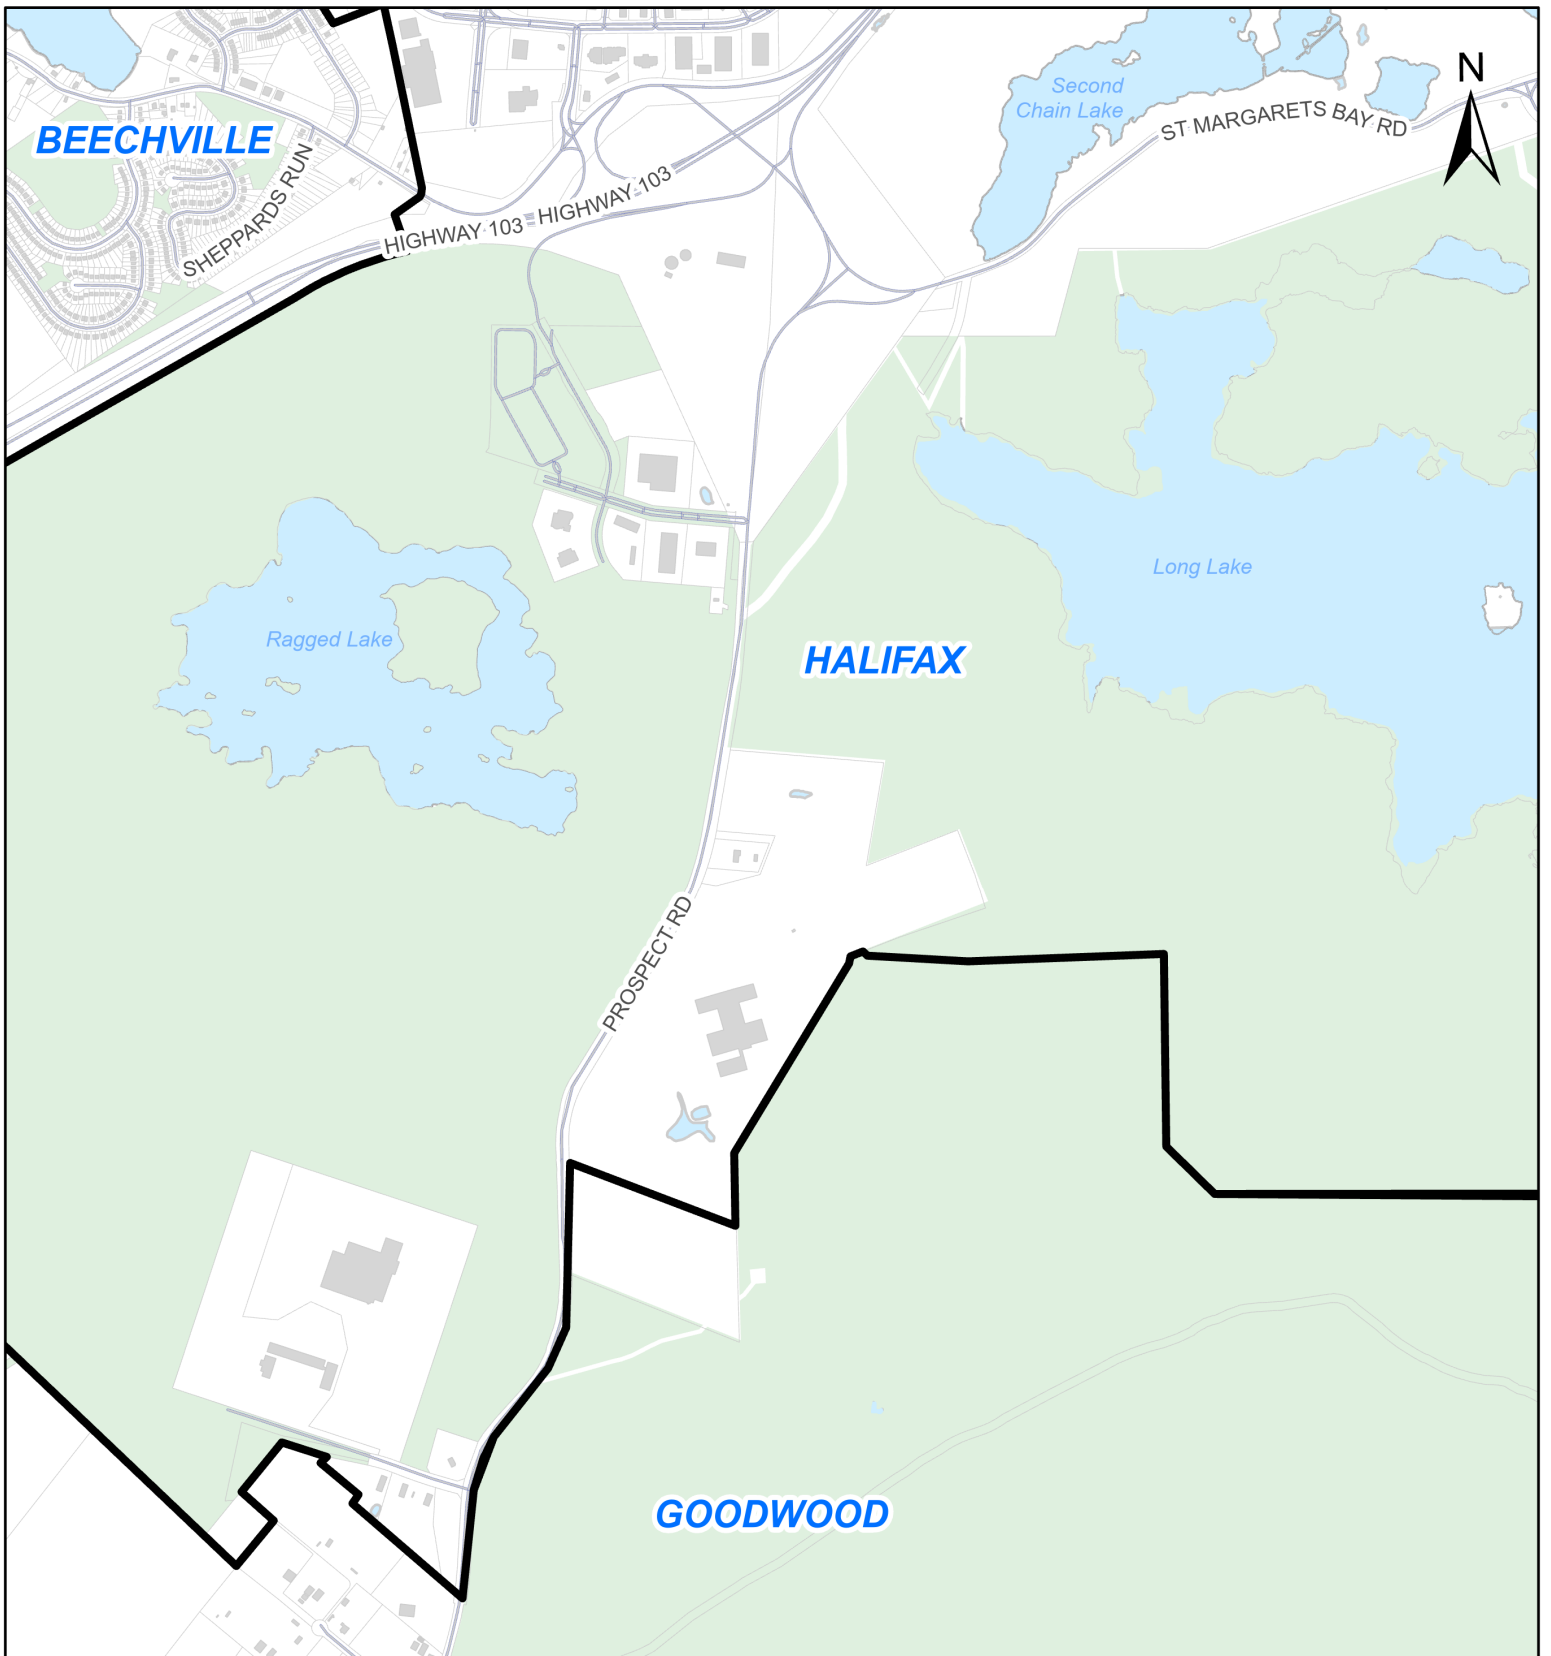 N
Second
Chain Lake
ST MARGARETS BAY RD
BEECHVILLE
SHEPPARDS RUN
HIGHWAY 103
HIGHWAY 103
Long Lake
Ragged Lake
HALIFAX
PROSPECT RD
GOODWOOD